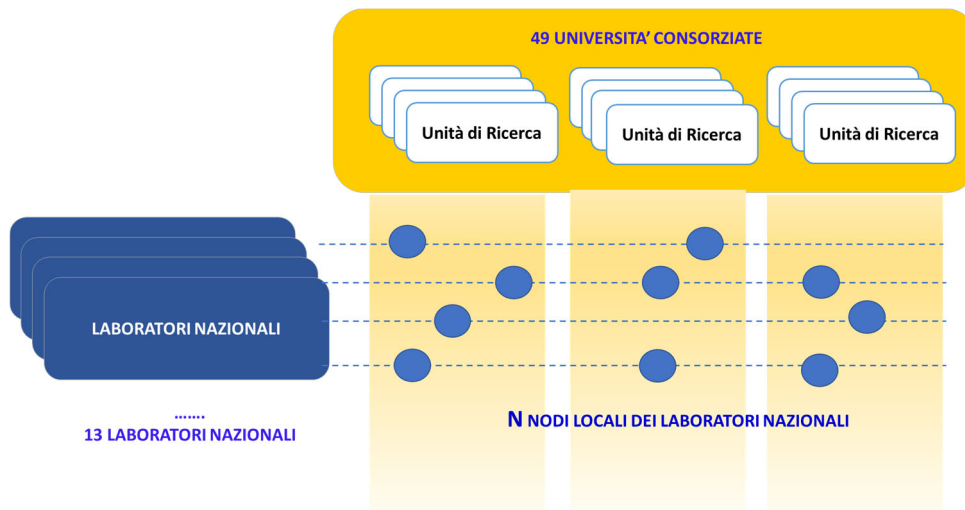 49 UNIVERSITA’ CONSORZIATE
Unità di Ricerca
Unità di Ricerca
Unità di Ricerca
LABORATORI NAZIONALI
.......
13 LABORATORI NAZIONALI
N NODI LOCALI DEI LABORATORI NAZIONALI